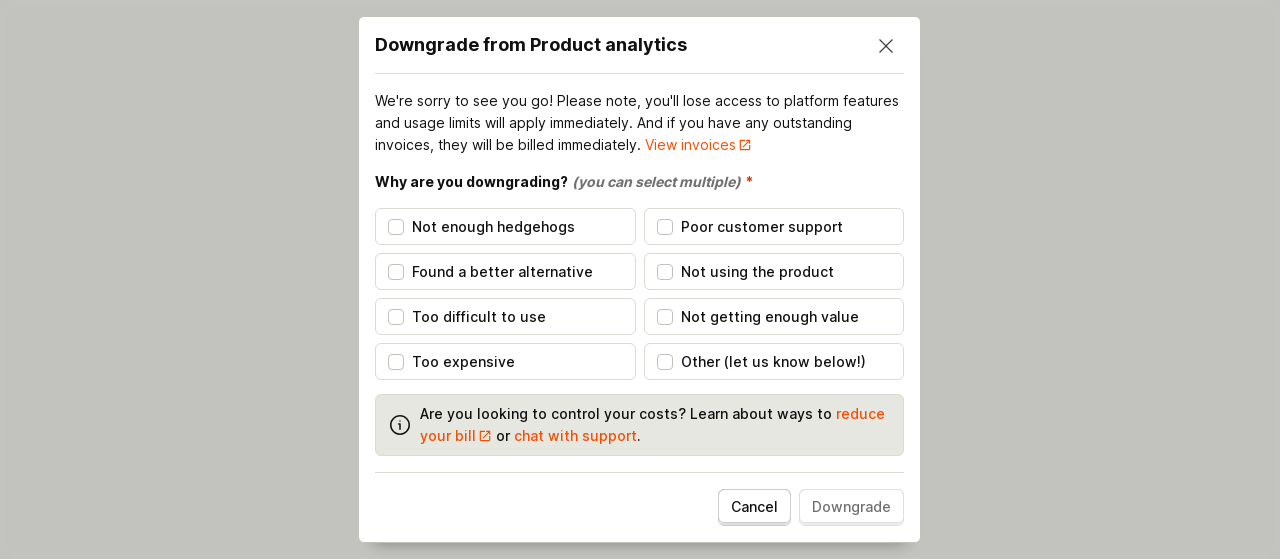 Downgrade from Product analytics
We're sorry to see you go! Please note, you'll lose access to platform features
and usage limits will apply immediately. And if you have any outstanding
invoices, they will be billed immediately. View invoices
Why are you downgrading? (you can select multiple) *
Not enough hedgehogs
Poor customer support
Found a better alternative
Not using the product
Too difficult to use
Not getting enough value
Too expensive
Other (let us know below!)
Are you looking to control your costs? Learn about ways to reduce
your bill or chat with support.
Cancel
Downgrade